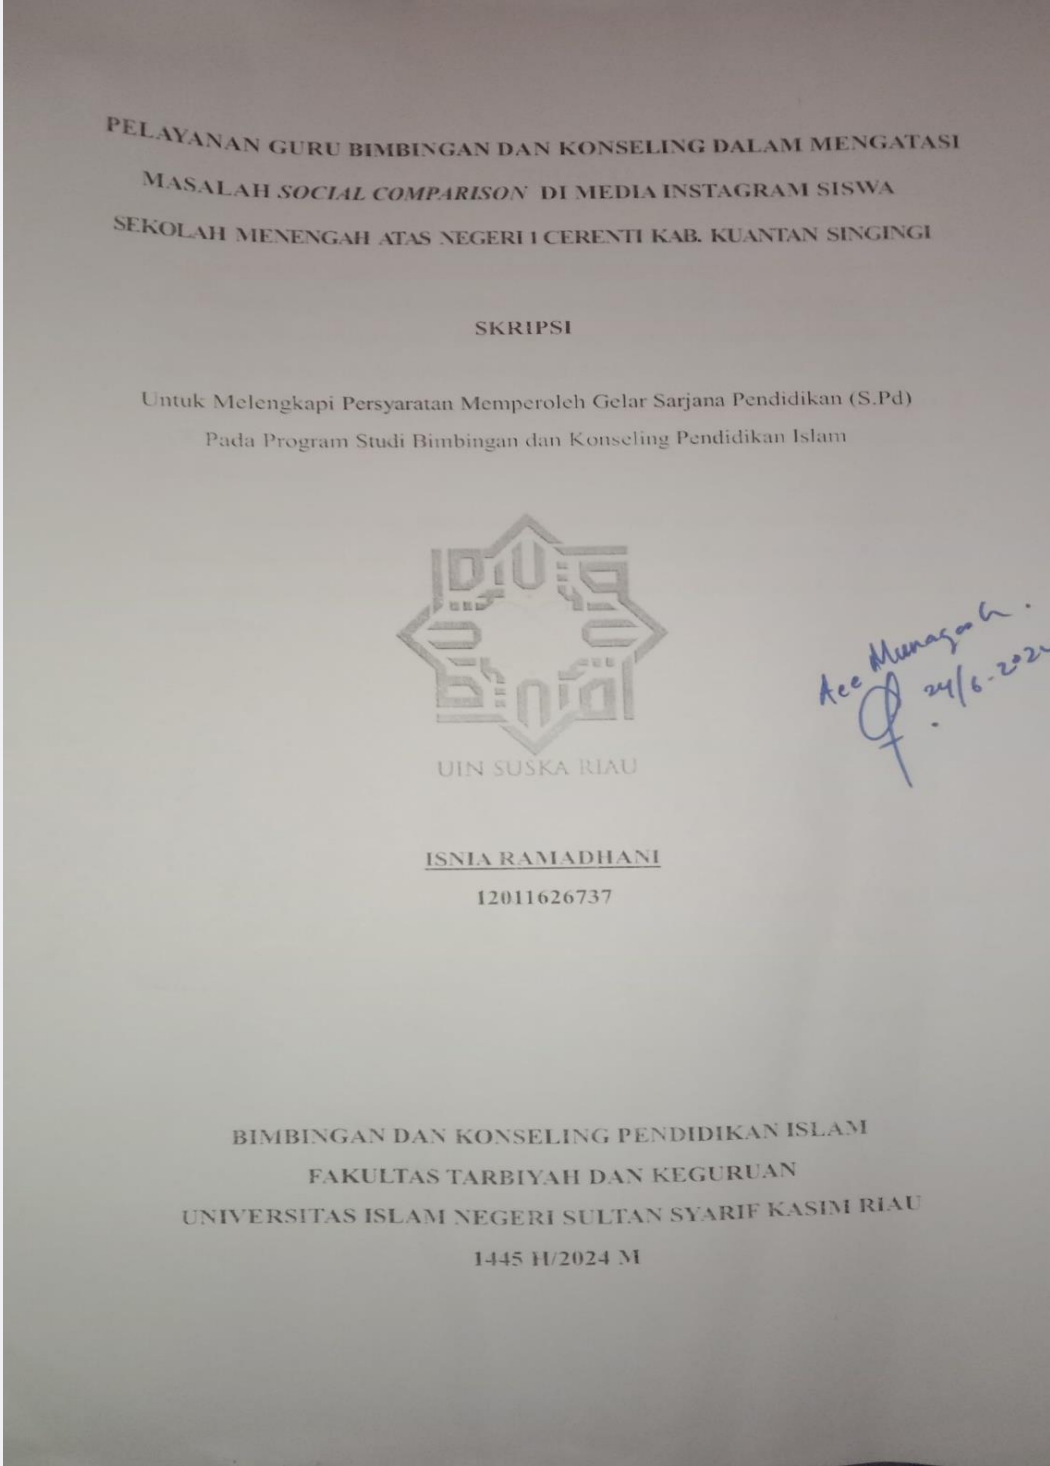 PELAYANAN GURU BIMBINGAN DAN KONSELING DALAM MENGATASI
MASALAH SOCIAL COMPARISON DI MEDIA INSTAGRAM SISWA
SEKOLAH MENENGAH ATAS NEGERI 1 CERENTI KAB. KUANTAN SINGINGI
SKRIPSI
Untuk Melengkapi Persyaratan Memperoleh Gelar Sarjana Pendidikan (S.Pd)
Pada Program Studi Bimbingan dan Konseling Pendidikan Islam
Acc Munaqosah.
24/6-202
UIN SUSKA RIAU
ISNIA RAMADHANI
12011626737
BIMBINGAN DAN KONSELING PENDIDIKAN ISLAM
FAKULTAS TARBIYAH DAN KEGURUAN
UNIVERSITAS ISLAM NEGERI SULTAN SYARIF KASIM RIAU
1445 H/2024 M